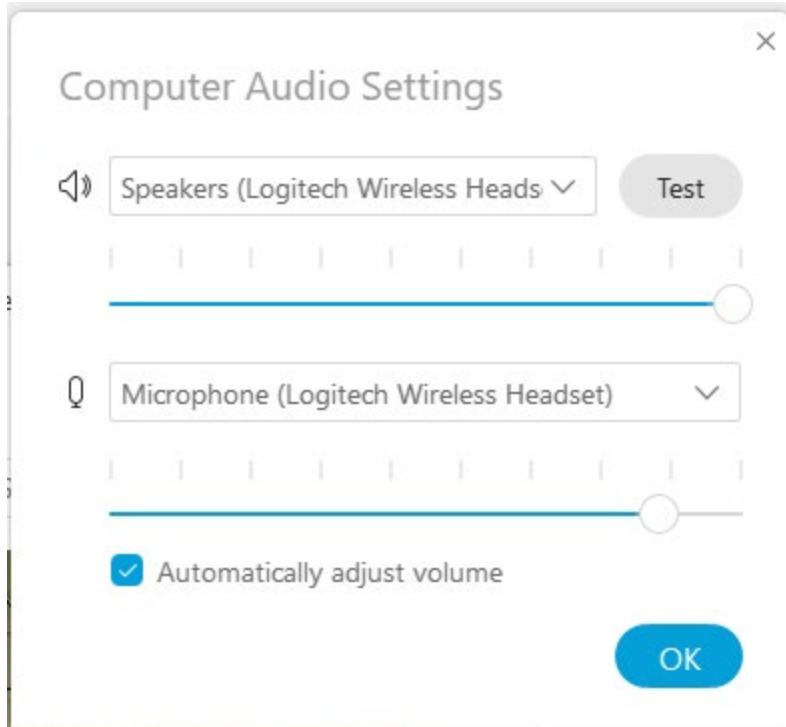 Computer Audio Settings
Speakers (Logitech Wireless Heads
Test
Microphone (Logitech Wireless Headset)
Automatically adjust volume
OK